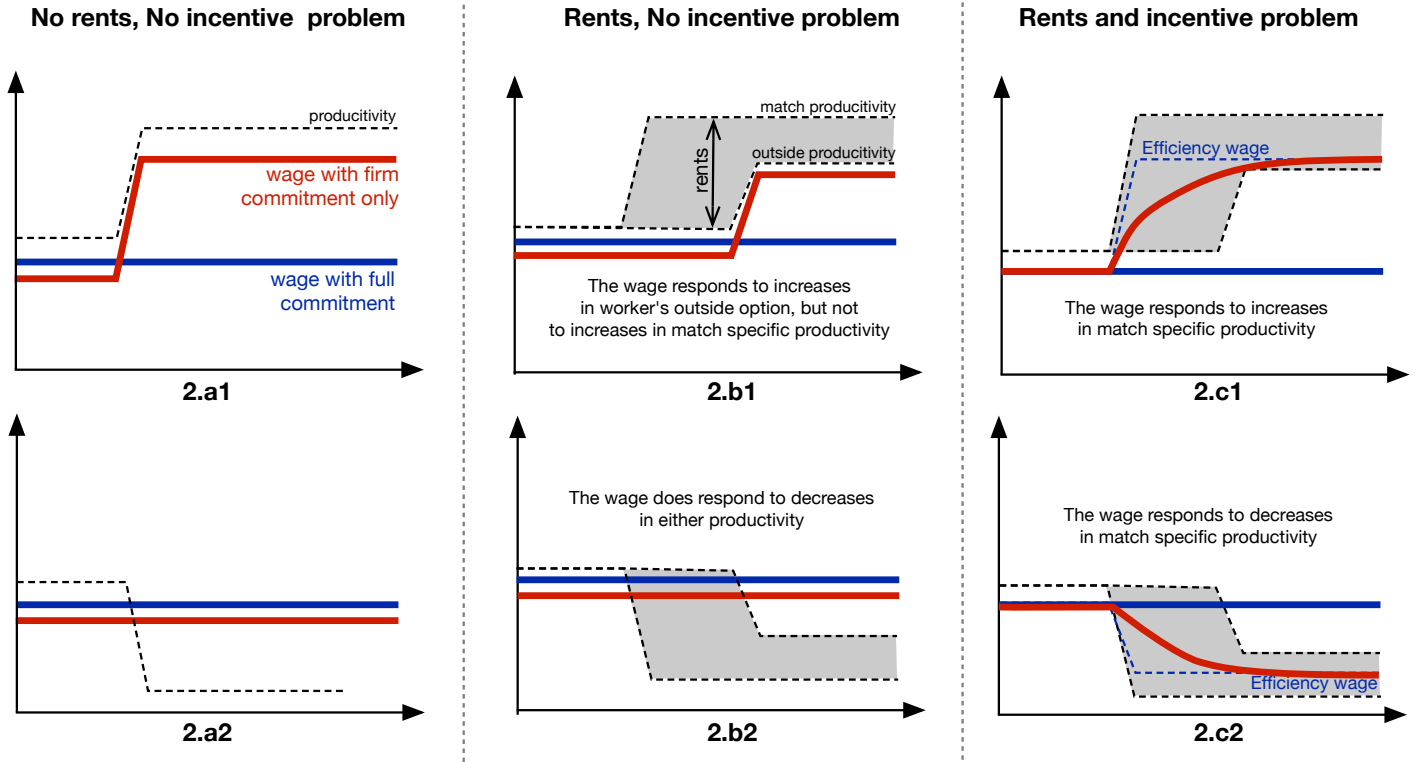 No rents, No incentive problem
Rents, No incentive problem
Rents and incentive problem
producitivity
wage with firm
commitment only
wage with full
commitment
2.a1
match producitivity
outside producitivity
rents
The wage responds to increases
in worker's outside option, but not
to increases in match specific productivity
2.b1
Efficiency wage
The wage responds to increases
in match specific productivity
2.c1
2.a2
The wage does respond to decreases
in either productivity
2.b2
The wage responds to decreases
in match specific productivity
Efficiency wage
2.c2